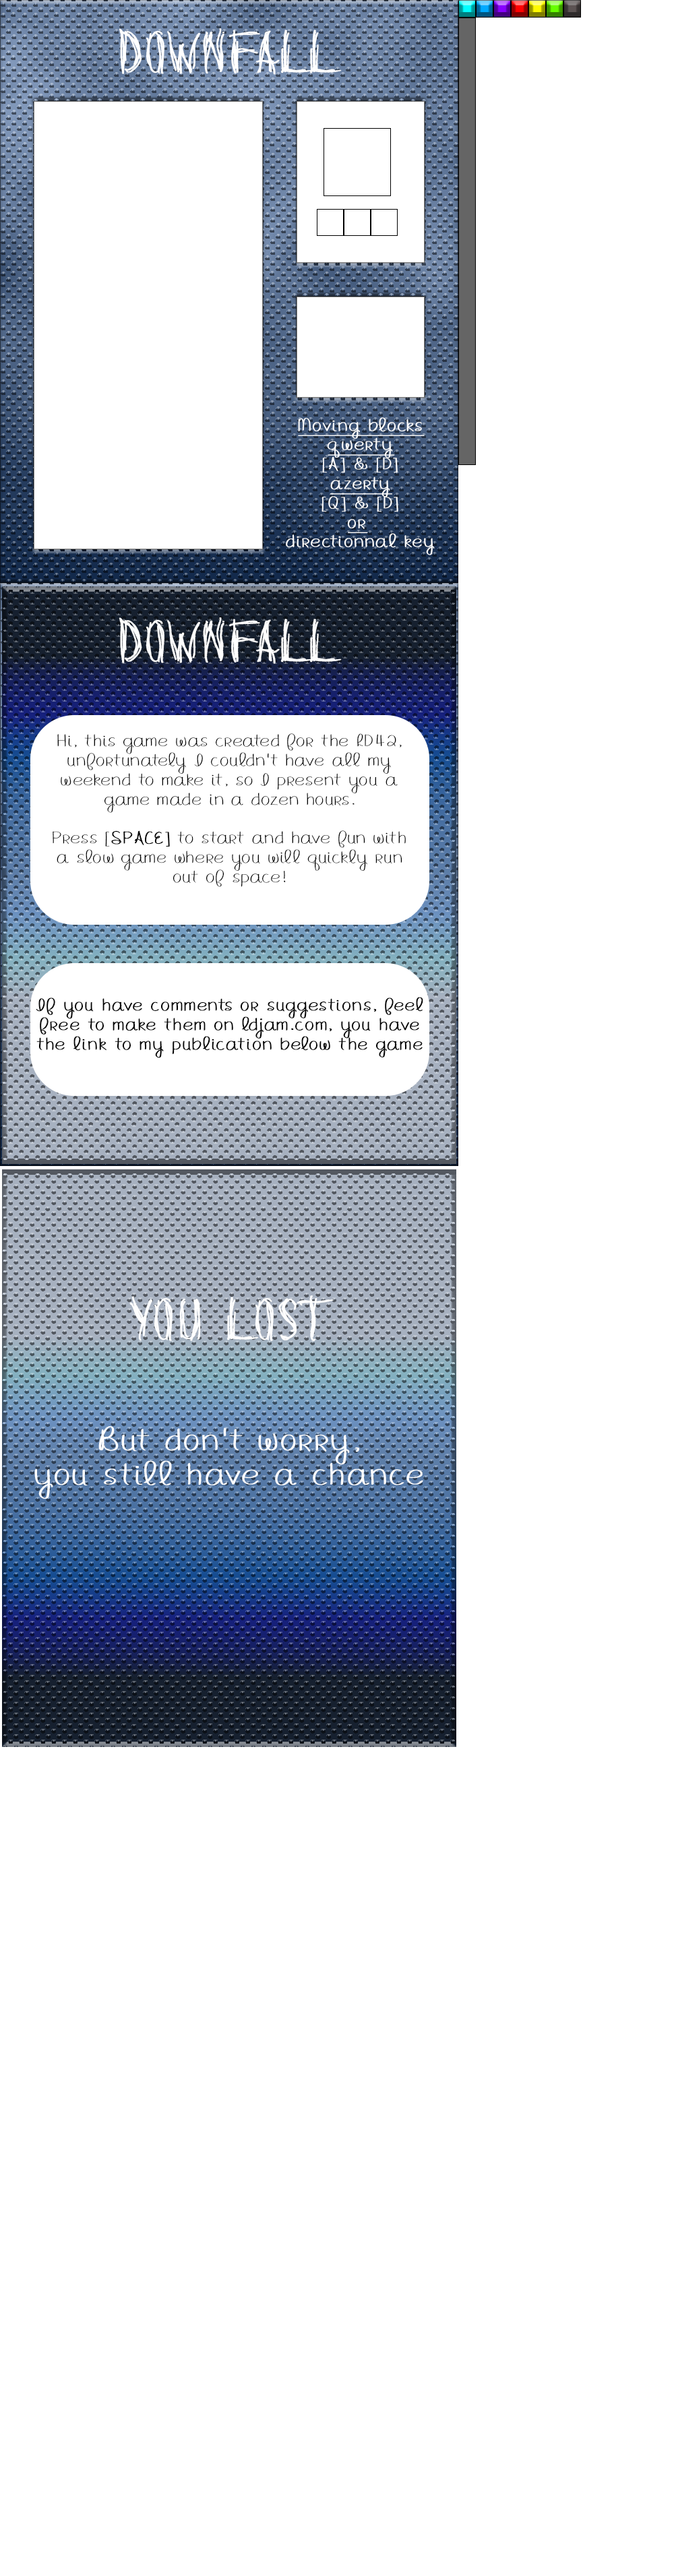 DOWNFALL
Moving blocks
qwerty
[A] & [D]
azerty
[Q] & [D]
or
directionnal key
DOWNFALL
Hi, this game was created for the LD42,
unfortunately I couldn't have all my
weekend to make it, so I present you a
game made in a dozen hours.
Press [SPACE] to start and have fun with
a slow game where you will quickly run
out of space!
If you have comments or suggestions, feel
free to make them on ldjam.com, you have
the link to my publication below the game
YOU LOST
But don't worry,
you still have a chance